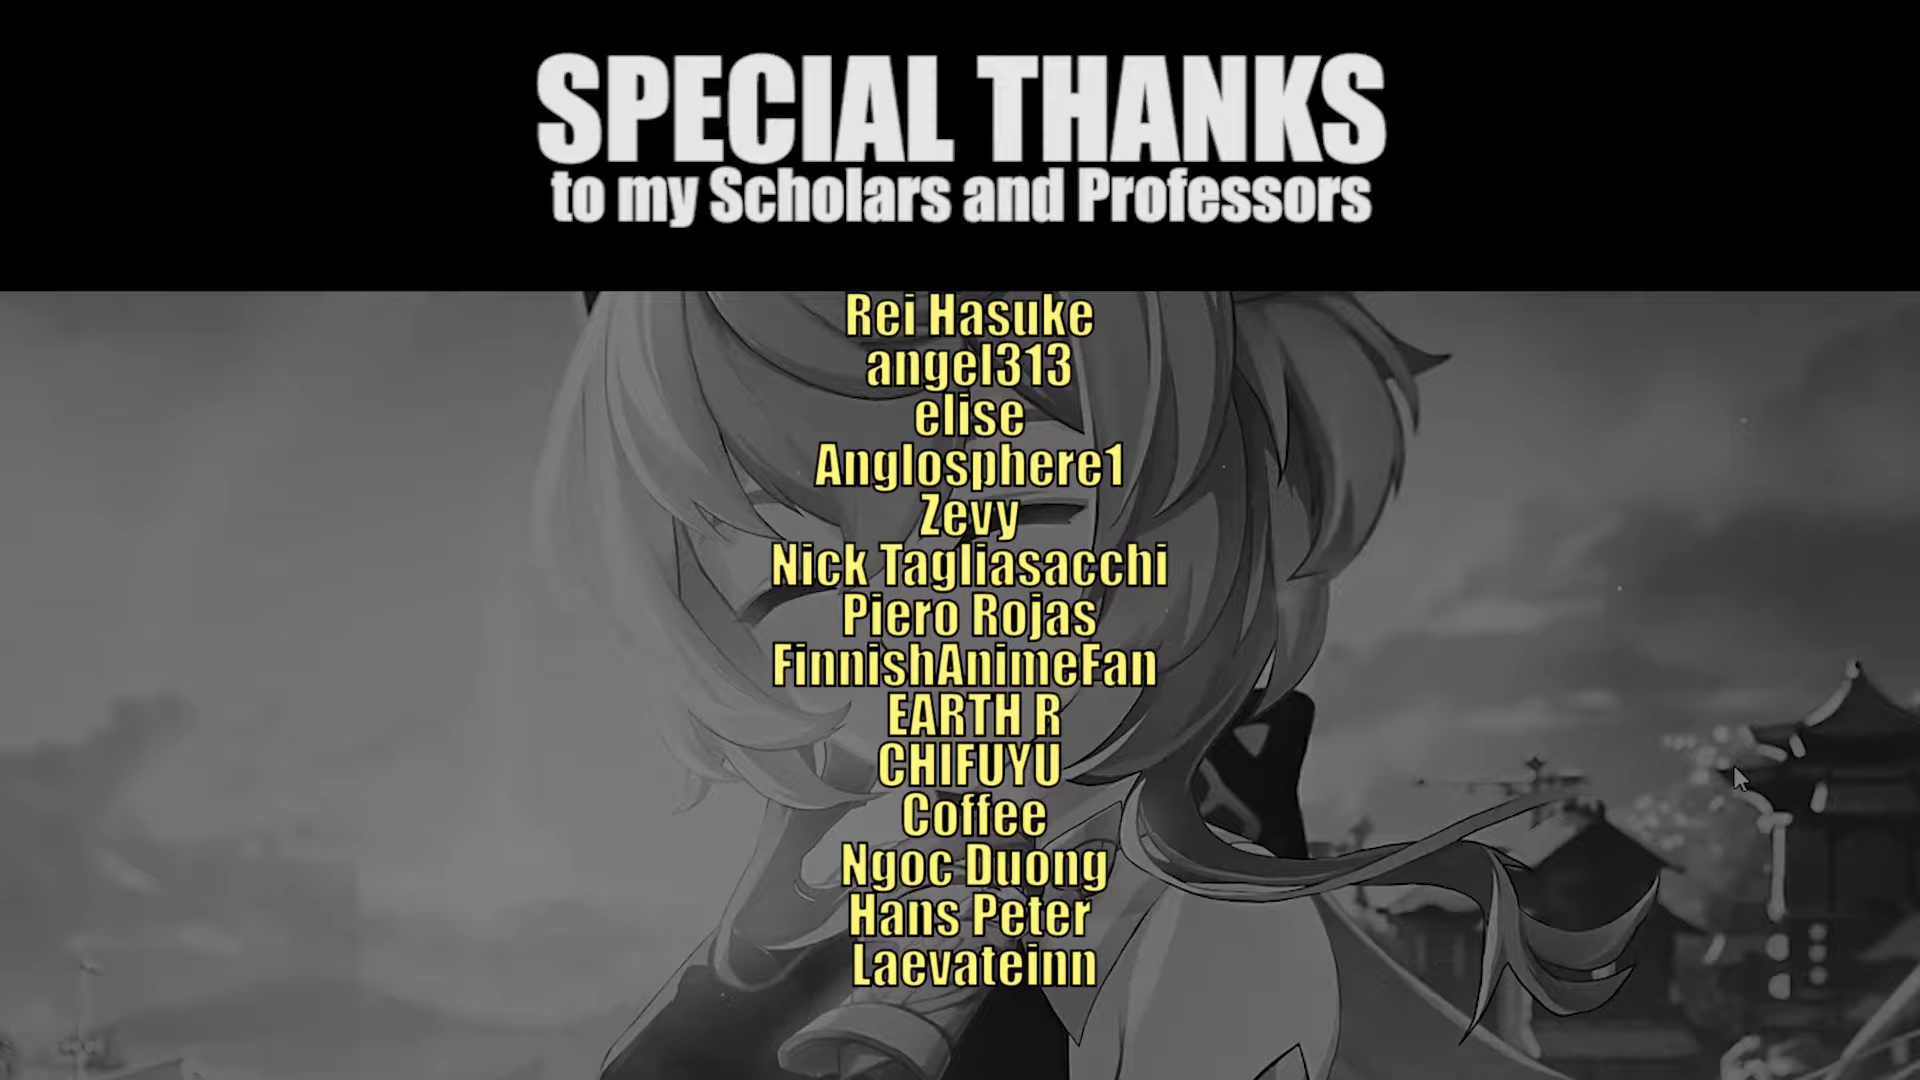 SPECIAL THANKS
to my Scholars and Professors
Rei Hasuke
angel313
elise
Anglosphere1
Zevy
Nick Tagliasacchi
Piero Rojas
FinnishAnimeFan
EARTH R
CHIFUYU
Coffee
Ngoc Duong
Hans Peter
Laevateinn